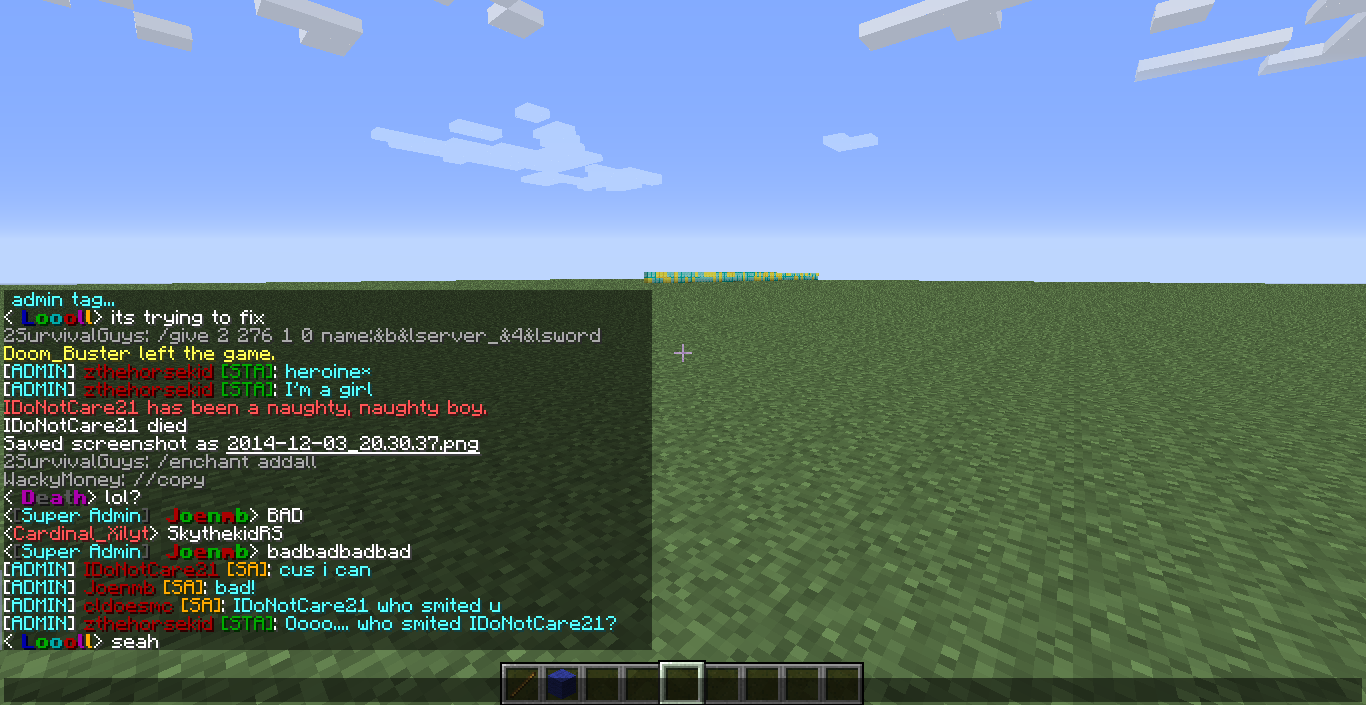 admin tag...
< Loooll> its trying to fix
2SurvivalGuys: /give 2 276 1 0 name:&b&lserver_&4&lsword
Doom_Buster left the game.
[ADMIN] zthehorsekid [STA]: heroinex
[ADMIN] zthehorsekid [STA]: I'm a girl
IDoNotCare21 has been a naughty, naughty boy.
IDoNotCare21 died
Saved screenshot as 2014-12-03_20.30.37.png
2SurvivalGuys: /enchant addall
WackyMoney: //copy
< Death> lol?
<[Super Admin] Joenmb> BAD
<Cardinal_Xilyt> SkythekidRS
<[Super Admin] Joenmb> badbadbadbad
[ADMIN] IDoNotCare21 [SA]: cus i can
[ADMIN] Joenmb [SA]: bad!
[ADMIN] cldoesmc [SA]: IDoNotCare21 who smited u
[ADMIN] zthehorsekid [STA]: Oooo.... who smited IDoNotCare21?
< Loooll> seah